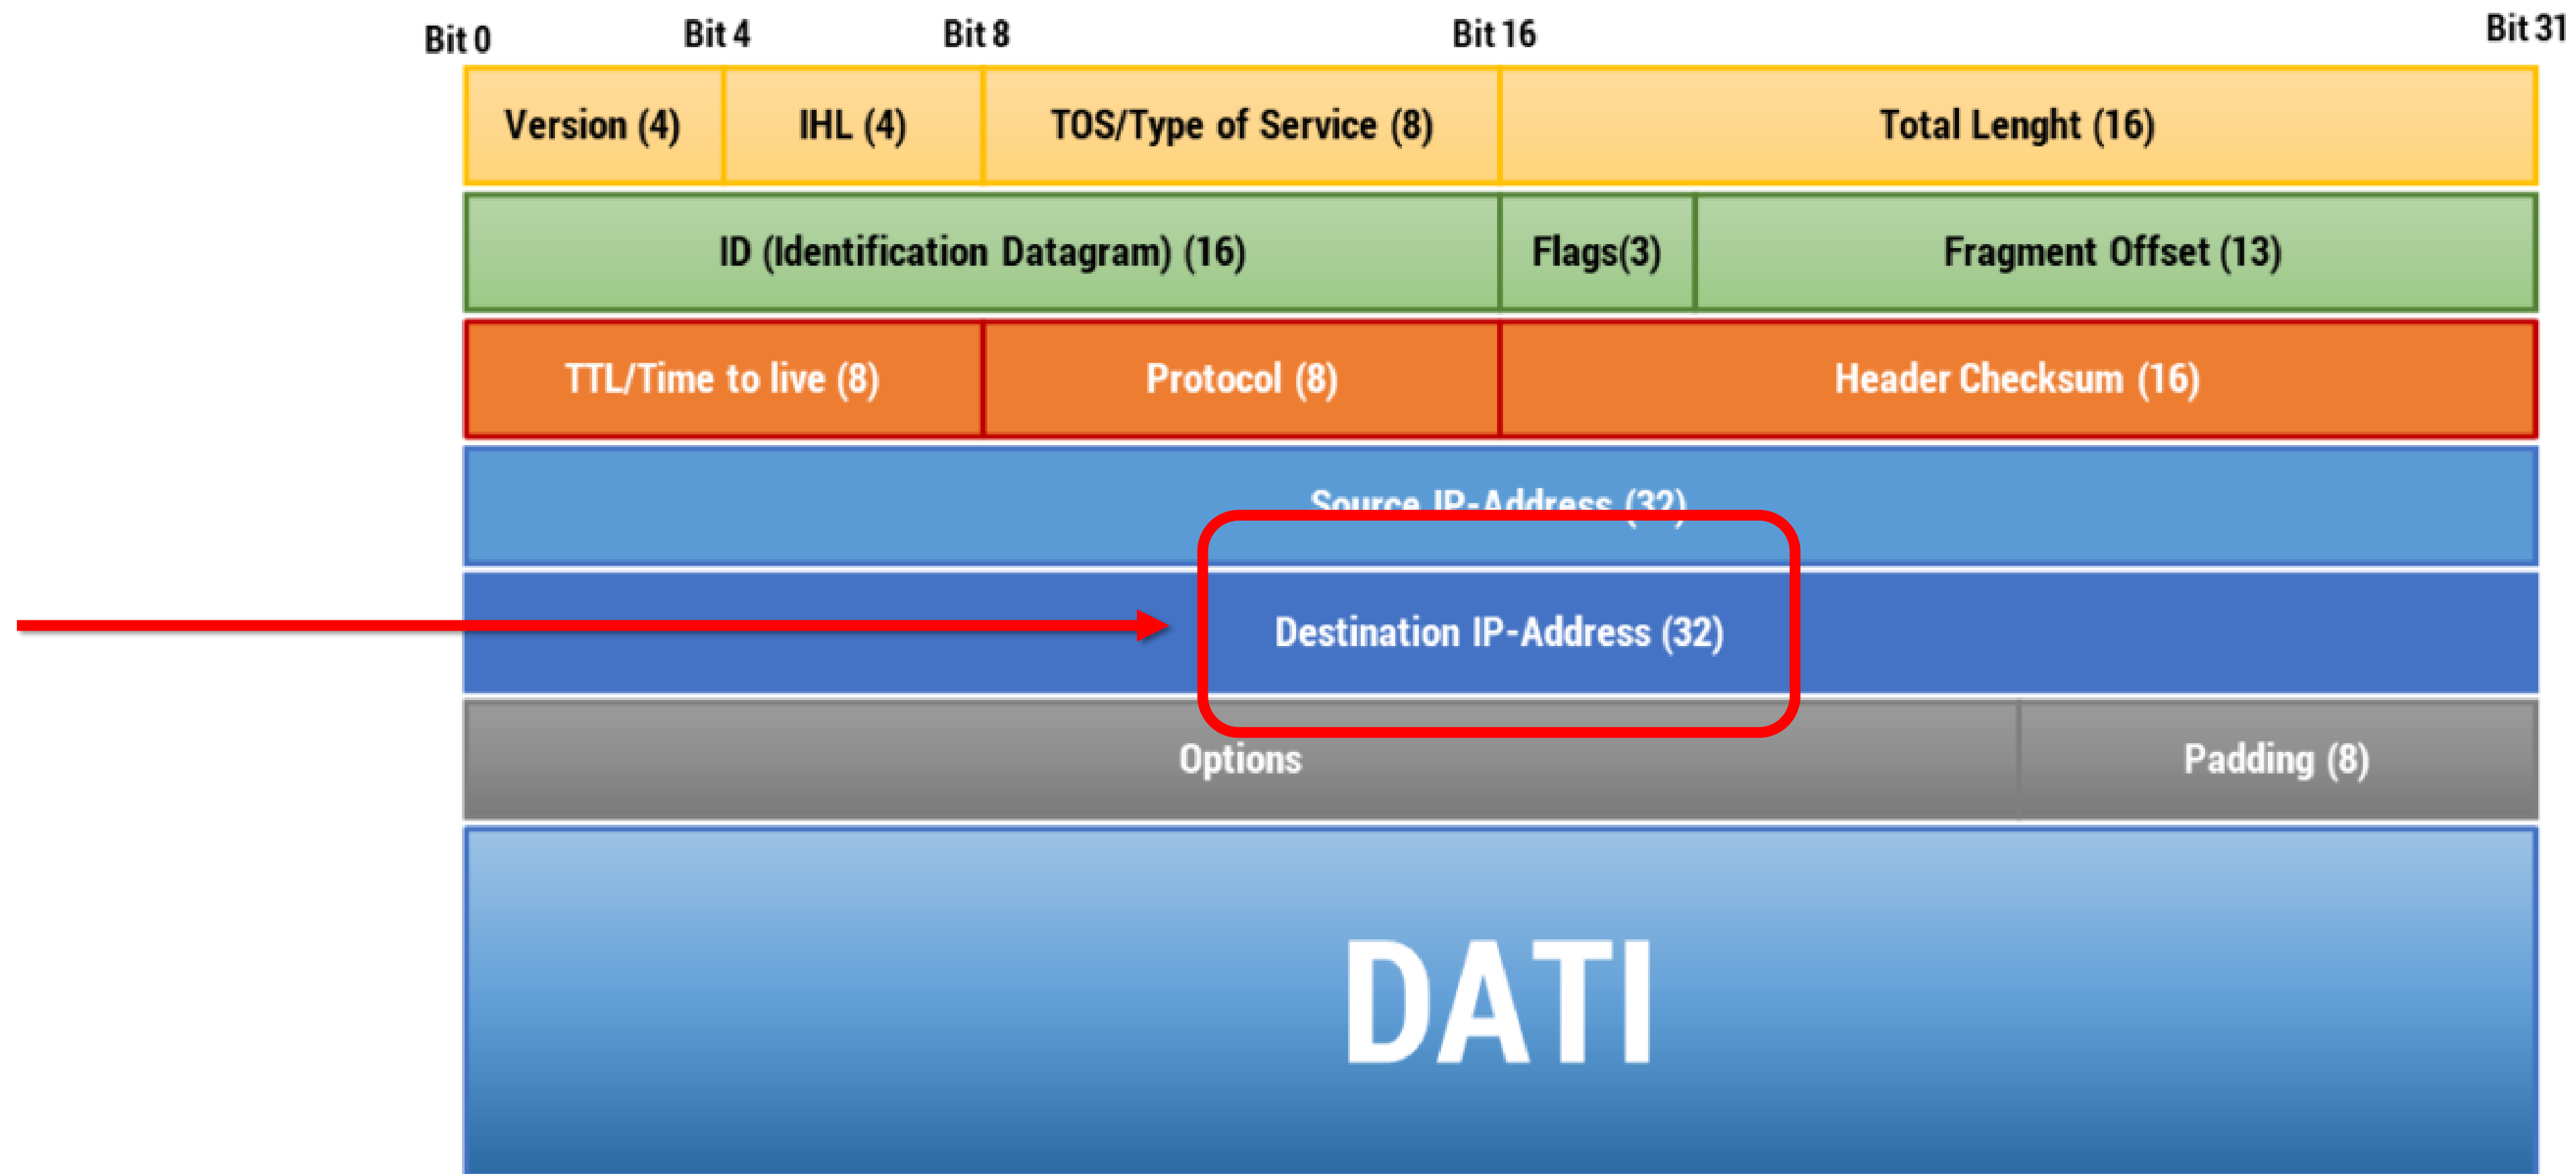 Bit 0 Bit 4 Bit 8 Bit 16 Bit 31
Version (4) IHL (4) TOS/Type of Service (8) Total Lenght (16)
ID (Identification Datagram) (16) Flags(3) Fragment Offset (13)
TTL/Time to live (8) Protocol (8) Header Checksum (16)
Source IP-Address (32)
Destination IP-Address (32)
Options Padding (8)
DATI